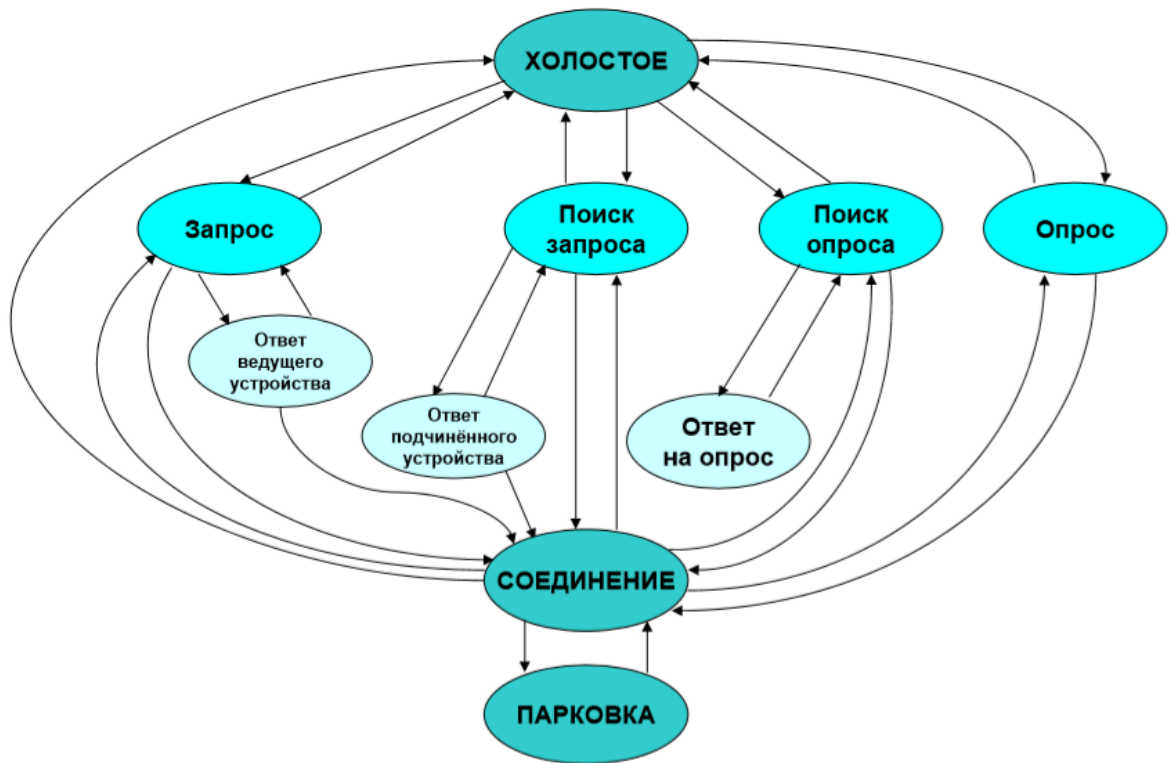 ХОЛОСТОЕ
Запрос
Поиск
запроса
Поиск
опроса
Опрос
Ответ
ведущего
устройства
Ответ
подчинённого
устройства
Ответ
на опрос
СОЕДИНЕНИЕ
ПАРКОВКА